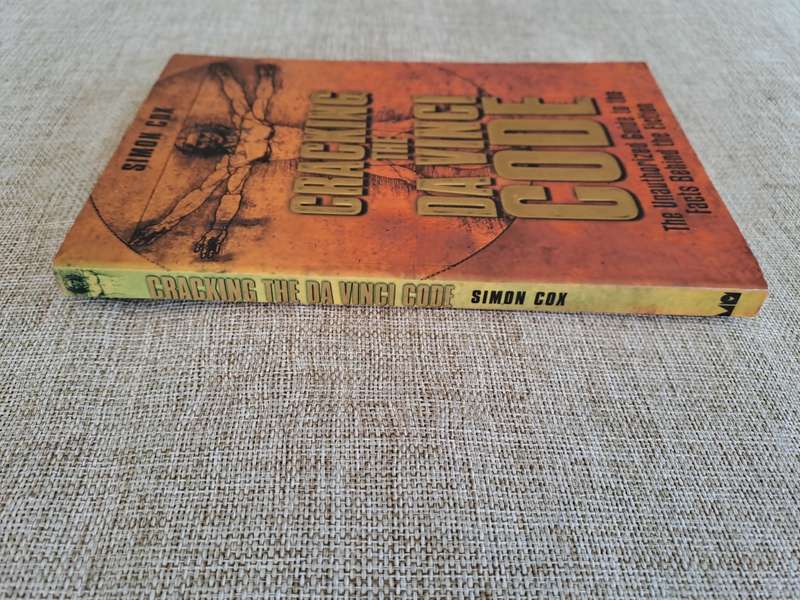 SIMON COX
CRACKING
THE
DA VINCI
CODE
The Unauthorized Guide to the
Facts Behind the Fiction
CRACKING THE DA VINCI CODE SIMON COX